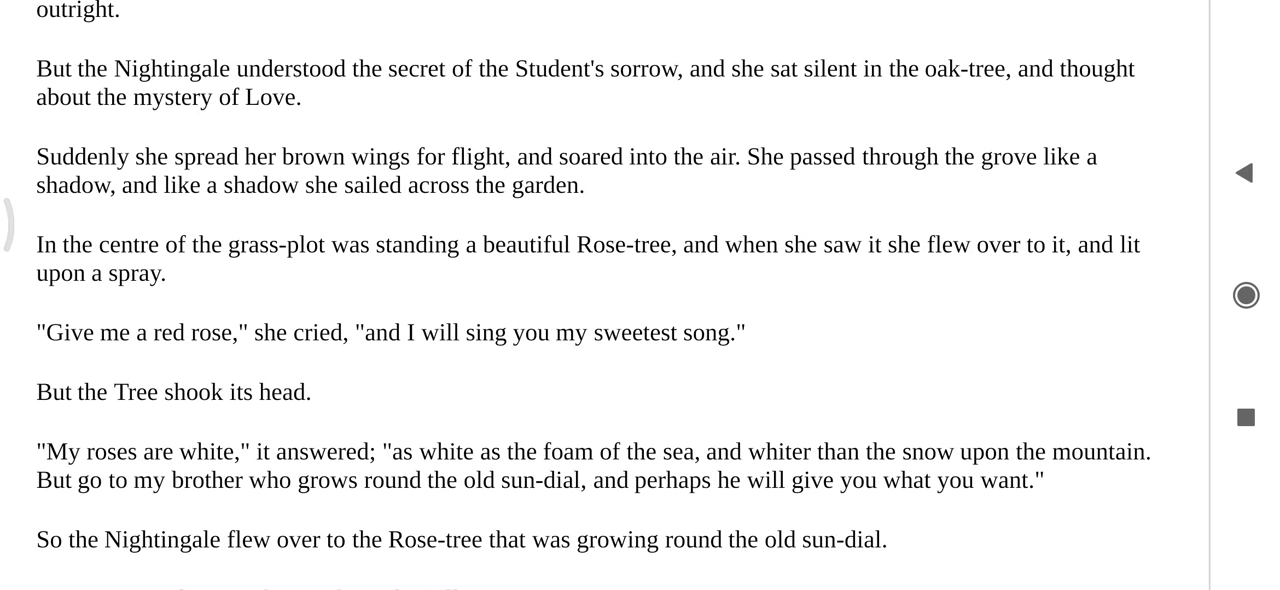 outright.
But the Nightingale understood the secret of the Student's sorrow, and she sat silent in the oak-tree, and thought
about the mystery of Love.
Suddenly she spread her brown wings for flight, and soared into the air. She passed through the grove like a
shadow, and like a shadow she sailed across the garden.
In the centre of the grass-plot was standing a beautiful Rose-tree, and when she saw it she flew over to it, and lit
upon a spray.
"Give me a red rose," she cried, "and I will sing you my sweetest song."
But the Tree shook its head.
"My roses are white," it answered; "as white as the foam of the sea, and whiter than the snow upon the mountain.
But go to my brother who grows round the old sun-dial, and perhaps he will give you what you want."
So the Nightingale flew over to the Rose-tree that was growing round the old sun-dial.